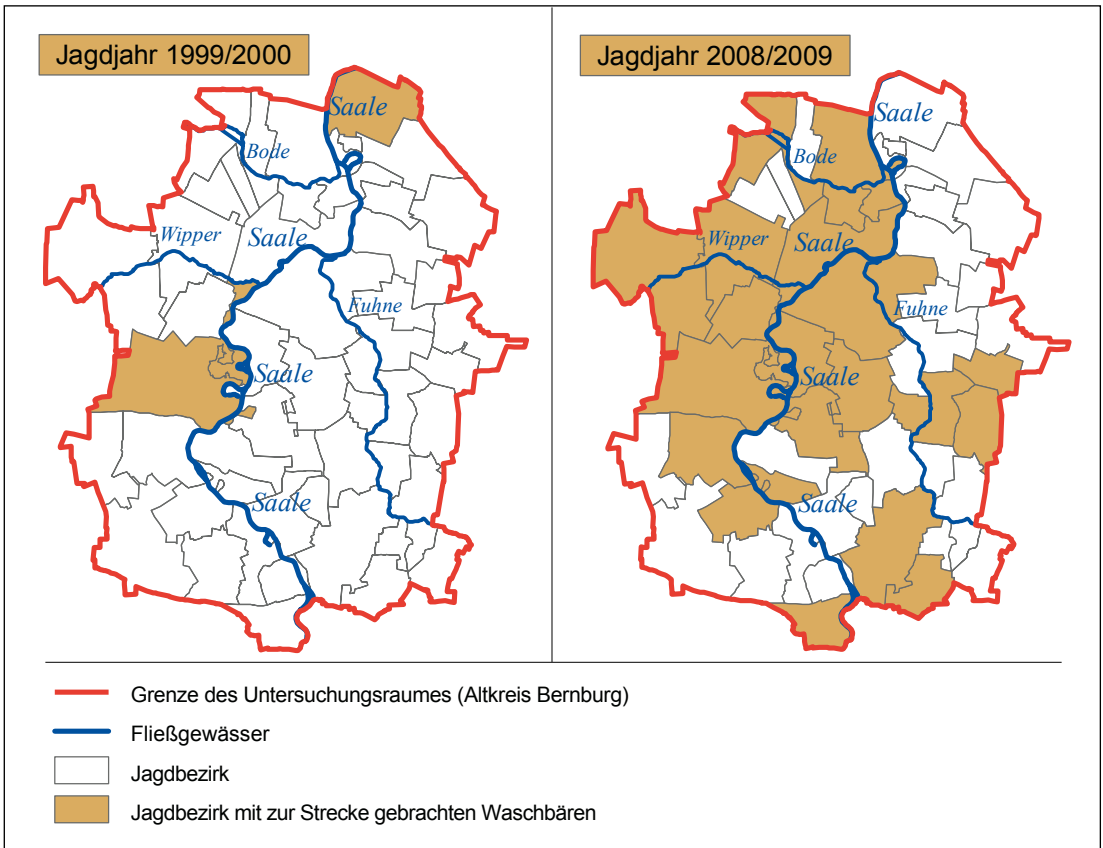 Jagdjahr 1999/2000
Saale
Bode
Wipper
Saale
Fuhne
Saale
Saale
Jagdjahr 2008/2009
Saale
Bode
Wipper
Saale
Fuhne
Saale
Saale
Grenze des Untersuchungsraumes (Altkreis Bernburg)
Fließgewässer
Jagdbezirk
Jagdbezirk mit zur Strecke gebrachten Waschbären